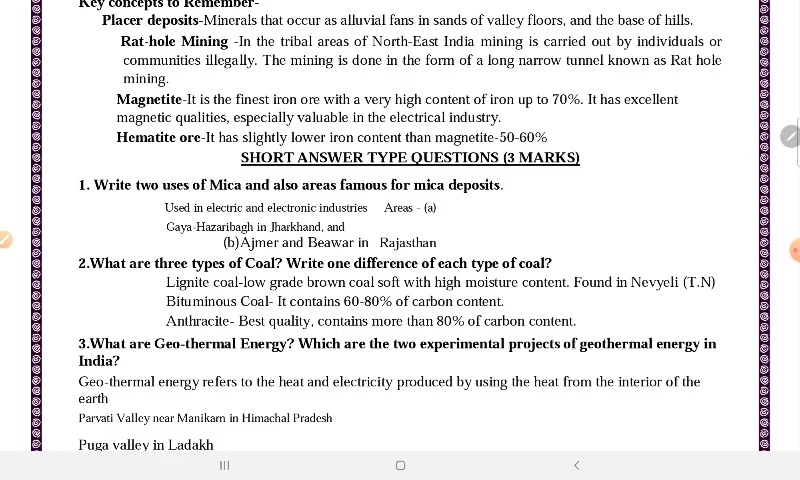 Key concepts to Remember-
Placer deposits-Minerals that occur as alluvial fans in sands of valley floors, and the base of hills.
Rat-hole Mining -In the tribal areas of North-East India mining is carried out by individuals or
communities illegally. The mining is done in the form of a long narrow tunnel known as Rat hole
mining.
Magnetite-It is the finest iron ore with a very high content of iron up to 70%. It has excellent
magnetic qualities, especially valuable in the electrical industry.
Hematite ore-It has slightly lower iron content than magnetite-50-60%
SHORT ANSWER TYPE QUESTIONS (3 MARKS)
1. Write two uses of Mica and also areas famous for mica deposits.
Used in electric and electronic industries Areas - (a)
Gaya-Hazaribagh in Jharkhand, and
(b)Ajmer and Beawar in Rajasthan
2.What are three types of Coal? Write one difference of each type of coal?
Lignite coal-low grade brown coal soft with high moisture content. Found in Nevyeli (T.N)
Bituminous Coal- It contains 60-80% of carbon content.
Anthracite- Best quality, contains more than 80% of carbon content.
3.What are Geo-thermal Energy? Which are the two experimental projects of geothermal energy in
India?
Geo-thermal energy refers to the heat and electricity produced by using the heat from the interior of the
earth
Parvati Valley near Manikarn in Himachal Pradesh
Puga valley in Ladakh